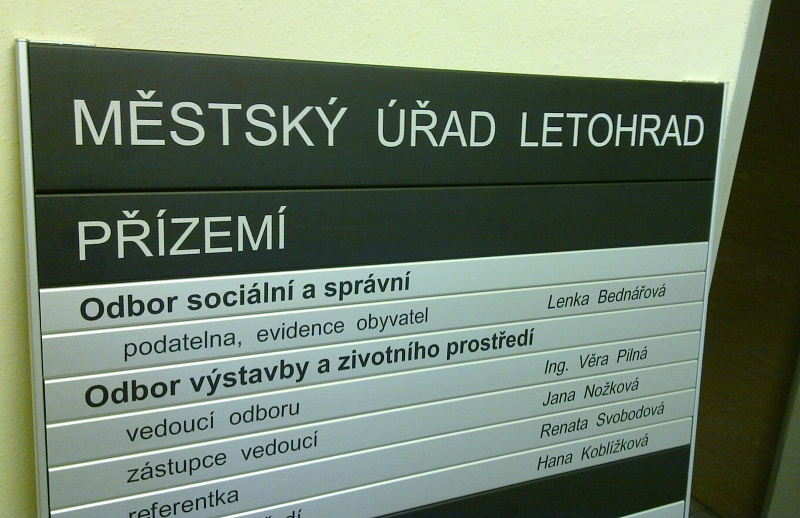 MĚSTSKÝ ÚŘAD LETOHRAD
PŘÍZEMÍ
Odbor sociální a správní
podatelna, evidence obyvatel Lenka Bednářová
Odbor výstavby a zivotního prostředí
vedoucí odboru Ing. Věra Pilná
zástupce vedoucí Jana Nožková
referentka Renata Svobodová
Hana Koblížková